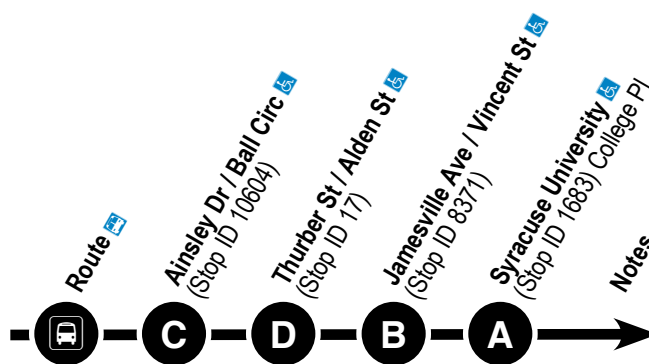 Route
Ainsley Dr / Ball Circ
(Stop ID 10604)
Thurber St / Alden St
(Stop ID 17)
Jamesville Ave / Vincent St
(Stop ID 8371)
Syracuse University
(Stop ID 1683) College Pl
Notes
C
D
B
A